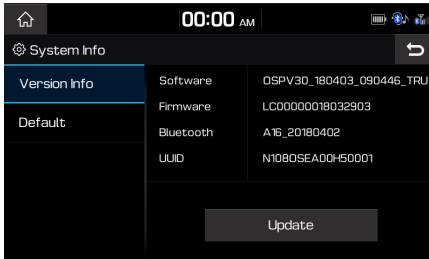 00:00 AM
System Info
Version Info
Default
Software OSPV30_180403_090446_TRU
Firmware LC00000018032903
Bluetooth A16_20180402
UUID N1080SEA00H50001
Update